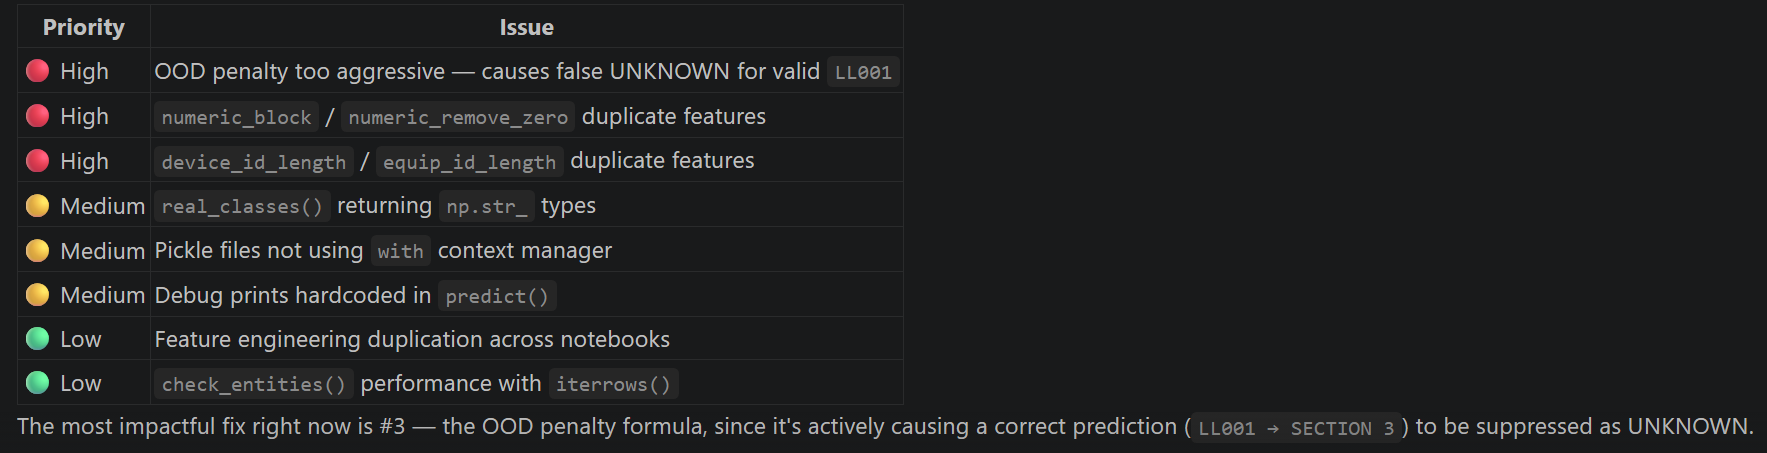 Priority Issue
High OOD penalty too aggressive — causes false UNKNOWN for valid LL001
High numeric_block / numeric_remove_zero duplicate features
High device_id_length / equip_id_length duplicate features
Medium real_classes() returning np.str_ types
Medium Pickle files not using with context manager
Medium Debug prints hardcoded in predict()
Low Feature engineering duplication across notebooks
Low check_entities() performance with iterrows()
The most impactful fix right now is #3 — the OOD penalty formula, since it's actively causing a correct prediction (LL001 → SECTION 3) to be suppressed as UNKNOWN.